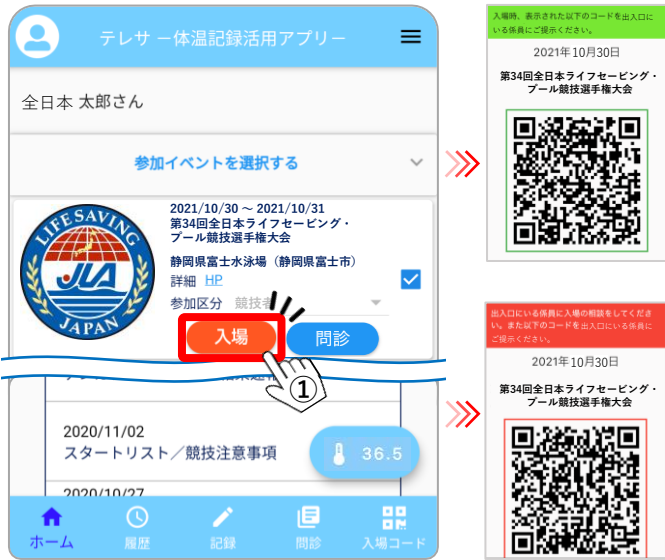 テレサ ー体温記録活用アプリー
全日本 太郎さん
参加イベントを選択する
2021/10/30 ～ 2021/10/31
第34回全日本ライフセービング・
プール競技選手権大会
静岡県富士水泳場（静岡県富士市）
詳細 HP
参加区分 競技者
入場
問診
LIFESAVING
JLA
JAPAN
①
2020/11/02
スタートリスト／競技注意事項
36.5
2020/10/27
ホーム
履歴
記録
問診
入場コード
入場時、表示された以下のコードを出入口に
いる係員にご提示ください。
2021年10月30日
第34回全日本ライフセービング・
プール競技選手権大会
出入口にいる係員に入場の相談をしてくださ
い。また以下のコードを出入口にいる係員に
ご提示ください。
2021年10月30日
第34回全日本ライフセービング・
プール競技選手権大会